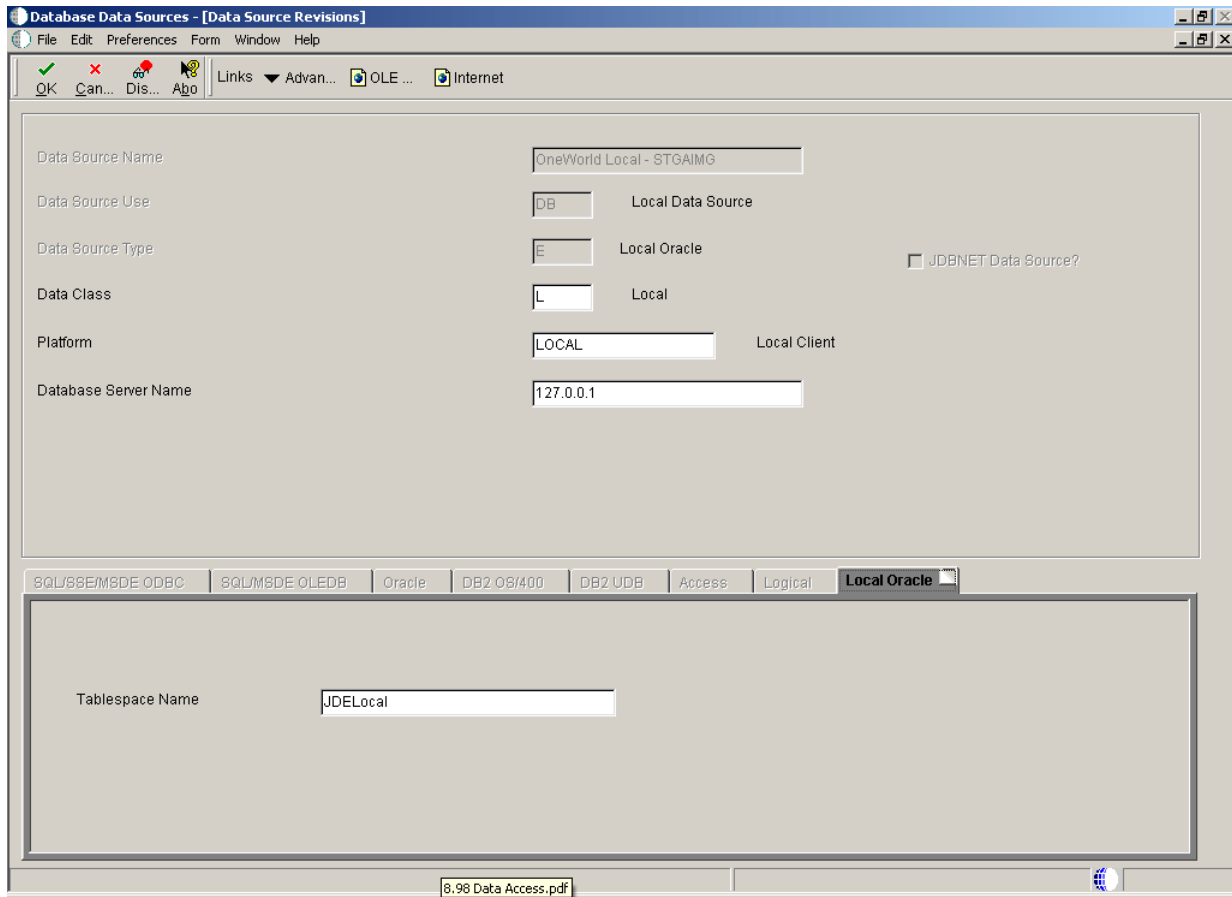 Database Data Sources - [Data Source Revisions]
File Edit Preferences Form Window Help
OK Can... Dis... Abo Links Advan... OLE ... Internet
Data Source Name OneWorld Local - STGAIMG
Data Source Use DB Local Data Source
Data Source Type E Local Oracle JDBNET Data Source?
Data Class L Local
Platform LOCAL Local Client
Database Server Name 127.0.0.1
SQL/SSE/MSDE ODBC SQL/MSDE OLEDB Oracle DB2 OS/400 DB2 UDB Access Logical Local Oracle
Tablespace Name JDELocal
8.98 Data Access.pdf